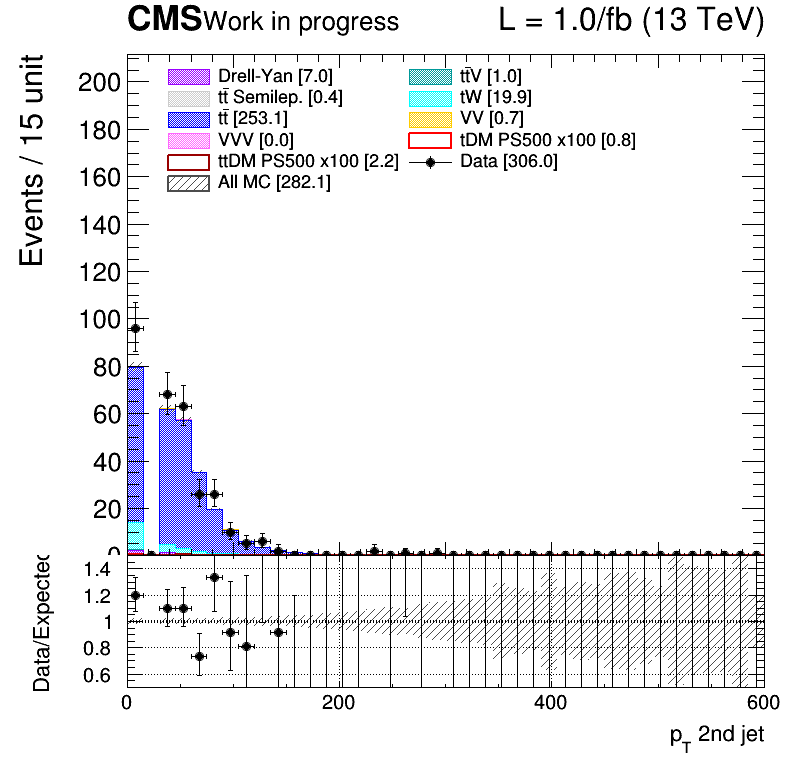 CMS Work in progress L = 1.0/fb (13 TeV)
Events / 15 unit
Drell-Yan [7.0] tt̄V [1.0]
tt̄ Semilep. [0.4] tW [19.9]
tt̄ [253.1] VV [0.7]
VVV [0.0] tDM PS500 x100 [0.8]
ttDM PS500 x100 [2.2] Data [306.0]
All MC [282.1]
200
180
160
140
120
100
80
60
40
20
0
Data/Expected
1.4
1.2
1
0.8
0.6
0 200 400 600
p_T 2nd jet